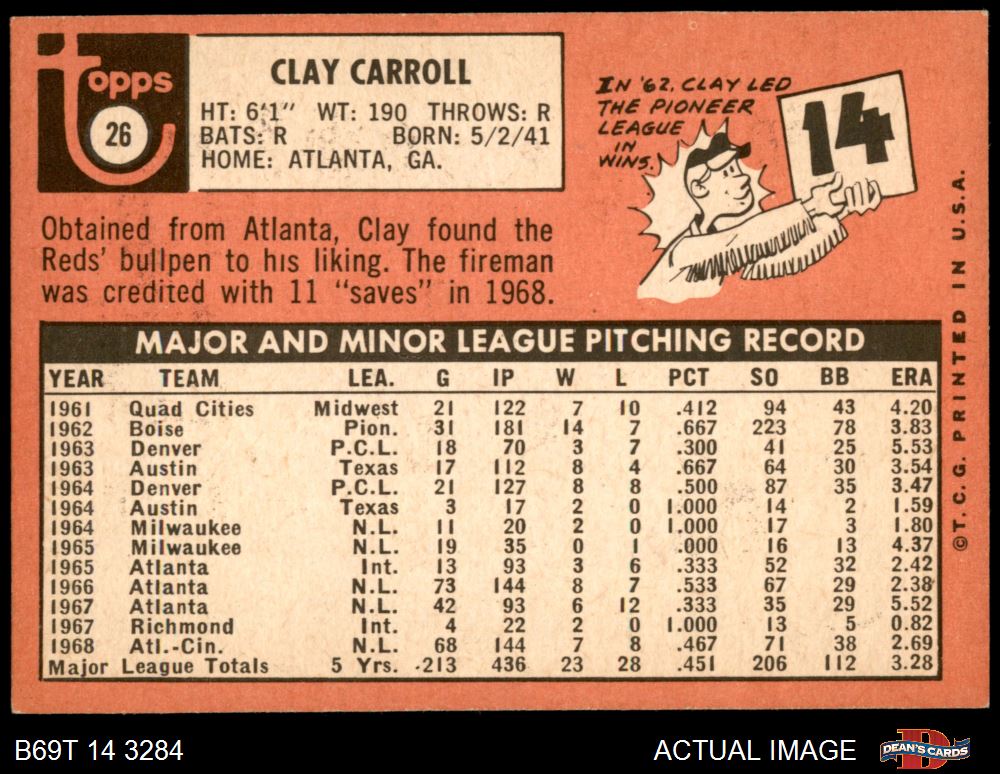 topps
26
CLAY CARROLL
HT: 6'1" WT: 190 THROWS: R
BATS: R BORN: 5/2/41
HOME: ATLANTA, GA.
IN '62, CLAY LED
THE PIONEER
LEAGUE
IN
WINS.
14
Obtained from Atlanta, Clay found the
Reds' bullpen to his liking. The fireman
was credited with 11 "saves" in 1968.
MAJOR AND MINOR LEAGUE PITCHING RECORD
YEAR TEAM LEA. G IP W L PCT SO BB ERA
1961 Quad Cities Midwest 21 122 7 10 .412 94 43 4.20
1962 Boise Pion. 31 181 14 7 .667 223 78 3.83
1963 Denver P.C.L. 18 70 3 7 .300 41 25 5.53
1963 Austin Texas 17 112 8 4 .667 64 30 3.54
1964 Denver P.C.L. 21 127 8 8 .500 87 35 3.47
1964 Austin Texas 3 17 2 0 1.000 14 2 1.59
1964 Milwaukee N.L. 11 20 2 0 1.000 17 3 1.80
1965 Milwaukee N.L. 19 35 0 1 .000 16 13 4.37
1965 Atlanta Int. 13 93 3 6 .333 52 32 2.42
1966 Atlanta N.L. 73 144 8 7 .533 67 29 2.38
1967 Atlanta N.L. 42 93 6 12 .333 35 29 5.52
1967 Richmond Int. 4 22 2 0 1.000 13 5 0.82
1968 Atl.-Cin. N.L. 68 144 7 8 .467 71 38 2.69
Major League Totals 5 Yrs. 213 436 23 28 .451 206 112 3.28
© T. C. G. PRINTED IN U.S.A.
B69T 14 3284
ACTUAL IMAGE
DEAN'S CARDS